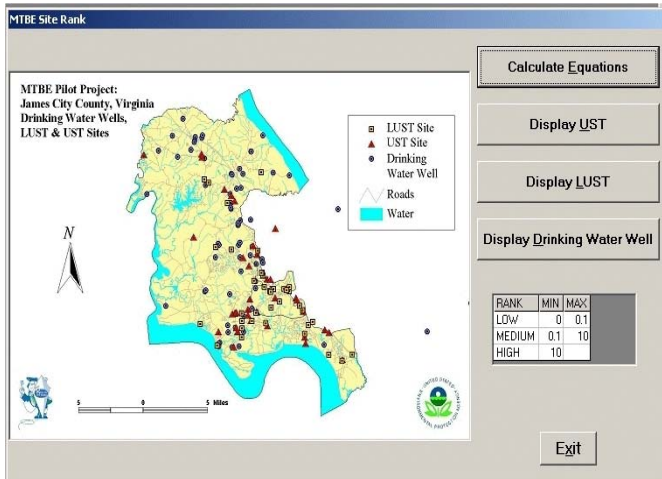 MTBE Site Rank
MTBE Pilot Project:
James City County, Virginia
Drinking Water Wells,
LUST & UST Sites
LUST Site
UST Site
Drinking
Water Well
Roads
Water
N
5 0 5 Miles
Calculate Equations
Display UST
Display LUST
Display Drinking Water Well
RANK MIN MAX
LOW 0 0.1
MEDIUM 0.1 10
HIGH 10
Exit
UNITED STATES